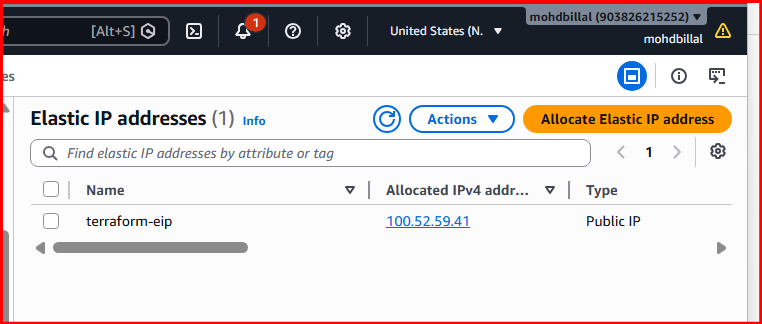 h [Alt+S] 1 United States (N. mohdbillal (903826215252)
mohdbillal
es
Elastic IP addresses (1) Info Actions Allocate Elastic IP address
Find elastic IP addresses by attribute or tag 1
Name Allocated IPv4 addr... Type
terraform-eip 100.52.59.41 Public IP